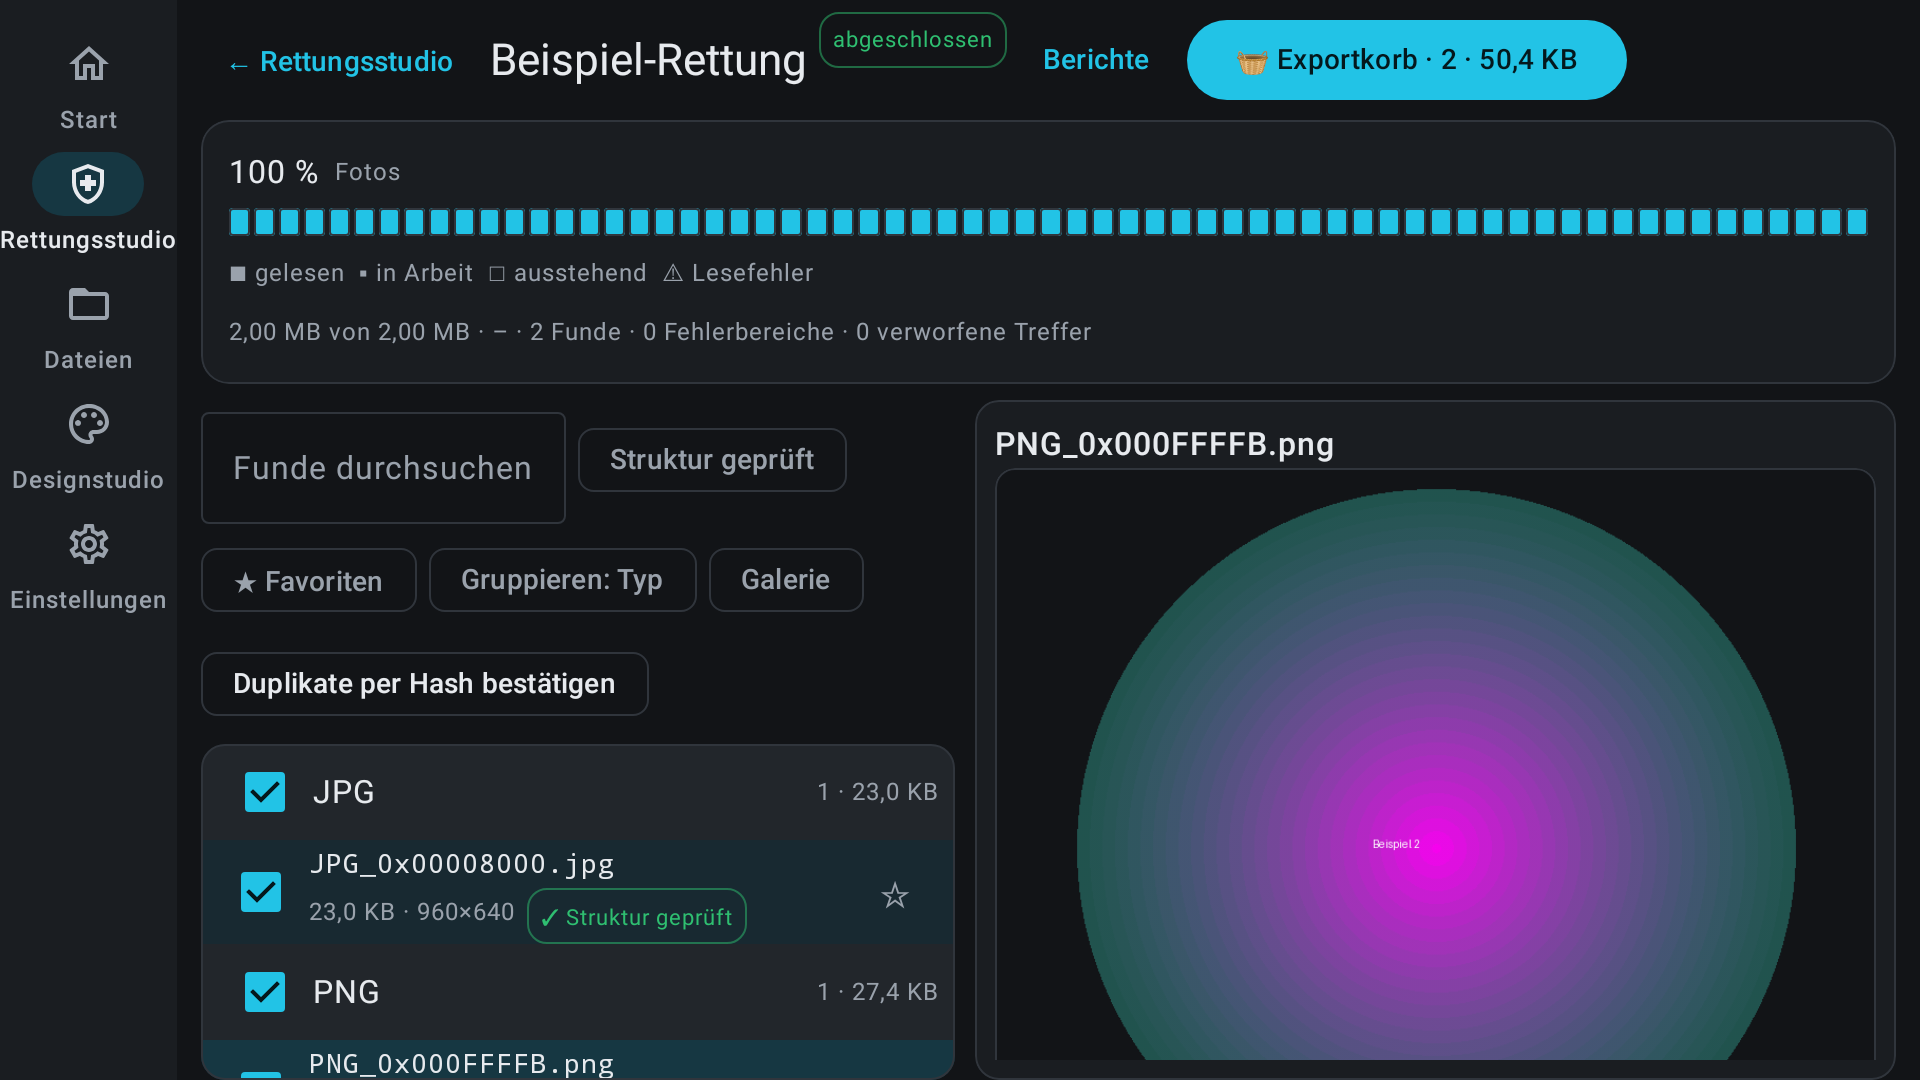 Start
Rettungsstudio
Dateien
Designstudio
Einstellungen
← Rettungsstudio
Beispiel-Rettung
abgeschlossen
Berichte
Exportkorb · 2 · 50,4 KB
100 % Fotos
■ gelesen ▪ in Arbeit □ ausstehend ⚠ Lesefehler
2,00 MB von 2,00 MB · – · 2 Funde · 0 Fehlerbereiche · 0 verworfene Treffer
Funde durchsuchen
Struktur geprüft
★ Favoriten
Gruppieren: Typ
Galerie
Duplikate per Hash bestätigen
JPG
1 · 23,0 KB
JPG_0x00008000.jpg
23,0 KB · 960×640
✓ Struktur geprüft
PNG
1 · 27,4 KB
PNG_0x000FFFFB.png
PNG_0x000FFFFB.png
Beispiel 2